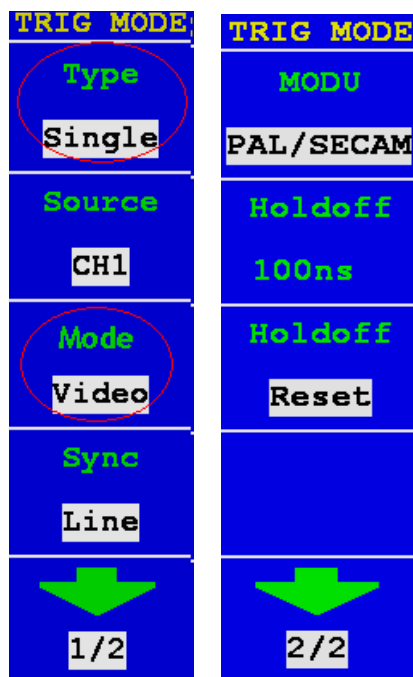 TRIG MODE
Type
Single
Source
CH1
Mode
Video
Sync
Line
1/2
TRIG MODE
MODU
PAL/SECAM
Holdoff
100ns
Holdoff
Reset
2/2